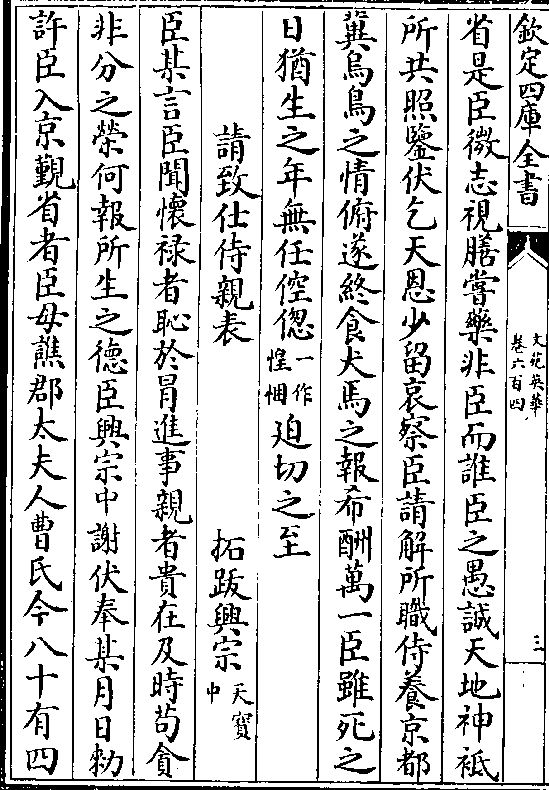 欽定四庫全書
文苑英華
卷六百四
三
省是臣微志視膳嘗藥非臣而誰臣之愚誠天地神祗
所共照鑒伏乞天恩少留哀察臣請解所職侍養京都
冀烏鳥之情俯遂終食犬馬之報希酬萬一臣雖死之
日猶生之年無任倥偬一作惶悃迫切之至
請致仕侍親表 拓跋興宗天寶中
臣某言臣聞懷禄者恥於冐進事親者貴在及時茍貪
非分之榮何報所生之德臣興宗中謝伏奉某月日勑
許臣入京覲省者臣母譙郡太夫人曹氏今八十有四